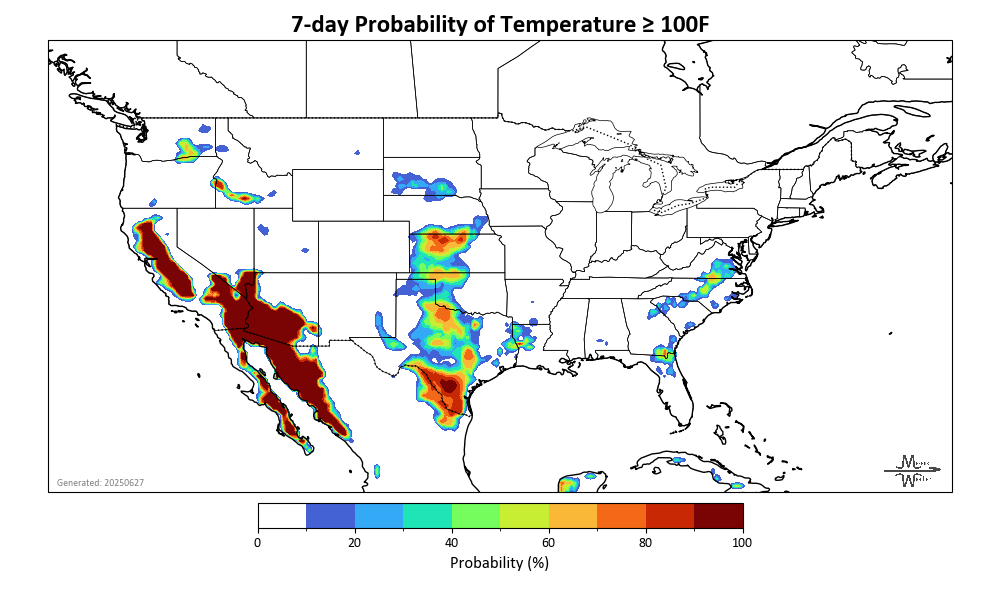 7-day Probability of Temperature ≥ 100F
Generated: 20250627
0 20 40 60 80 100
Probability (%)